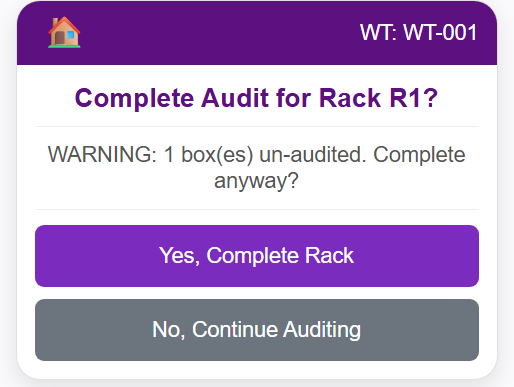 WT: WT-001
Complete Audit for Rack R1?
WARNING: 1 box(es) un-audited. Complete
anyway?
Yes, Complete Rack
No, Continue Auditing